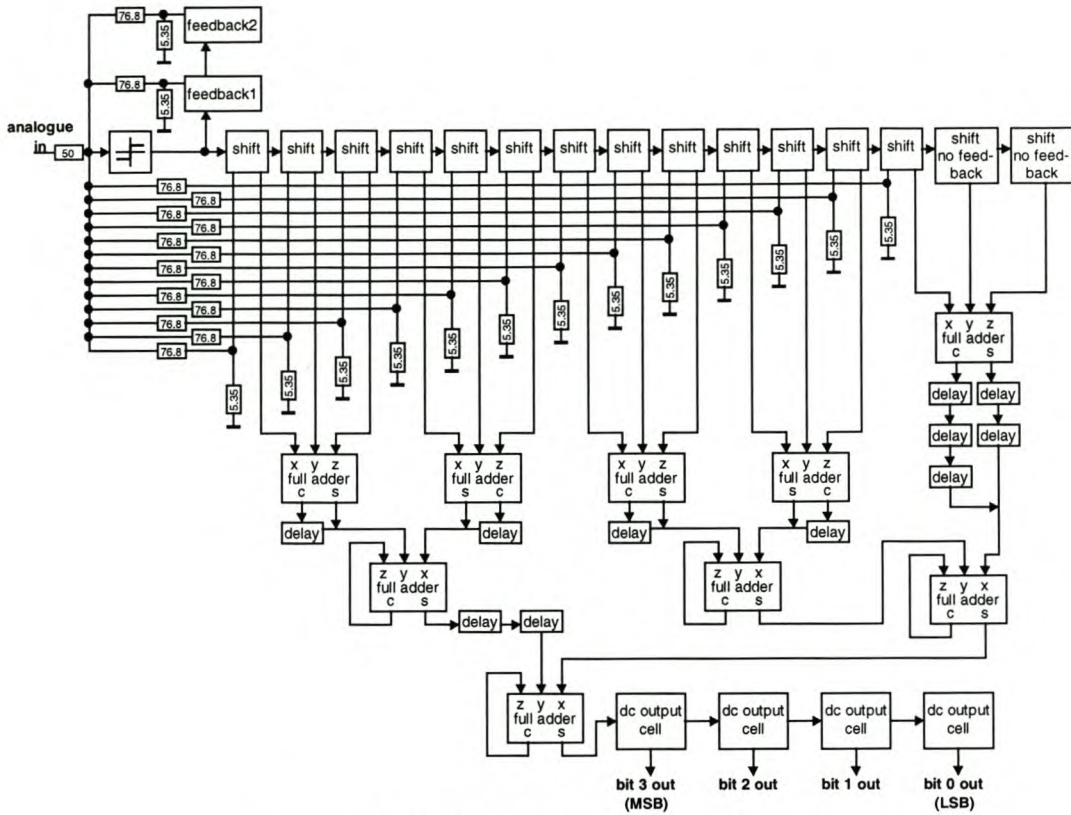 76.8
5.35
feedback2
76.8
5.35
feedback1
analogue
in
50
shift
shift
shift
shift
shift
shift
shift
shift
shift
shift
shift
shift
shift
shift
no feed-
back
shift
no feed-
back
76.8
76.8
76.8
76.8
76.8
76.8
76.8
76.8
76.8
76.8
76.8
76.8
76.8
5.35
5.35
5.35
5.35
5.35
5.35
5.35
5.35
5.35
5.35
5.35
5.35
5.35
x y z
full adder
c s
delay
delay
delay
delay
delay
x y z
full adder
c s
x y z
full adder
s c
x y z
full adder
c s
x y z
full adder
s c
delay
delay
delay
delay
z y x
full adder
c s
z y x
full adder
c s
z y x
full adder
c s
delay
delay
z y x
full adder
c s
dc output
cell
dc output
cell
dc output
cell
dc output
cell
bit 3 out
(MSB)
bit 2 out
bit 1 out
bit 0 out
(LSB)